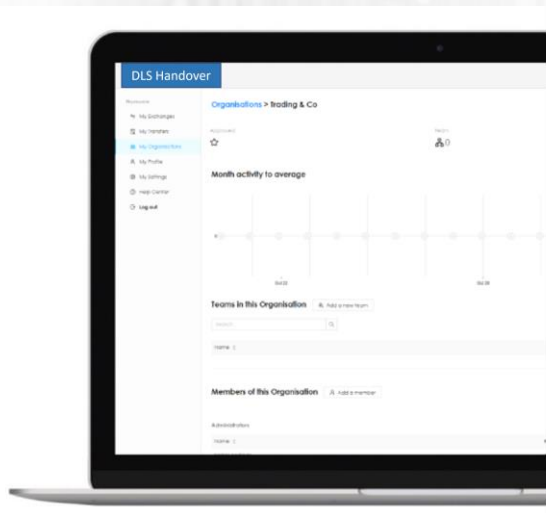 DLS Handover
My Exchanges
My Transfers
My Organisations
My Profile
My Settings
Help Center
Log out
Organisations > Trading & Co
0
Month activity to average
0
Teams in this Organisation
Add a new team
Search
Name
Members of this Organisation
Add a member
Administrators
Name